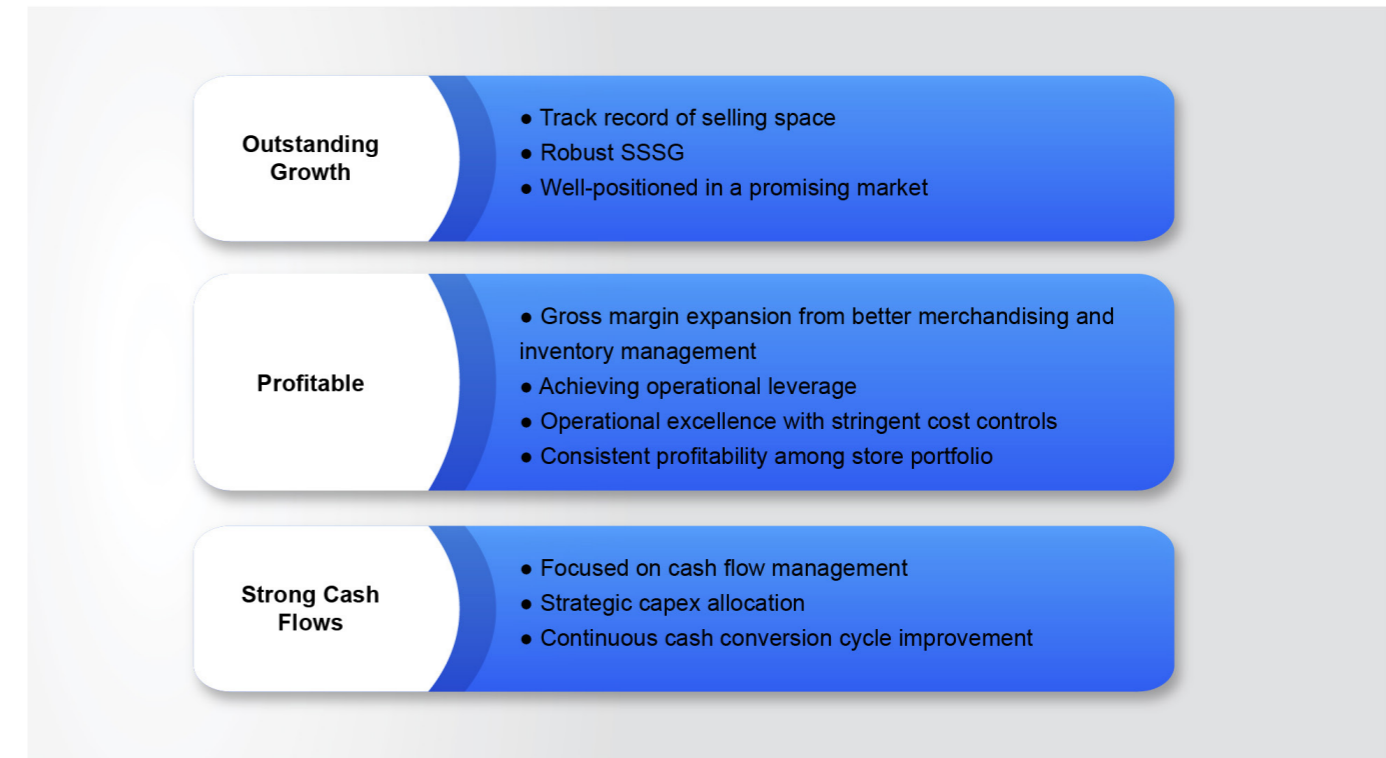 Outstanding
Growth
● Track record of selling space
● Robust SSSG
● Well-positioned in a promising market
Profitable
● Gross margin expansion from better merchandising and
inventory management
● Achieving operational leverage
● Operational excellence with stringent cost controls
● Consistent profitability among store portfolio
Strong Cash
Flows
● Focused on cash flow management
● Strategic capex allocation
● Continuous cash conversion cycle improvement